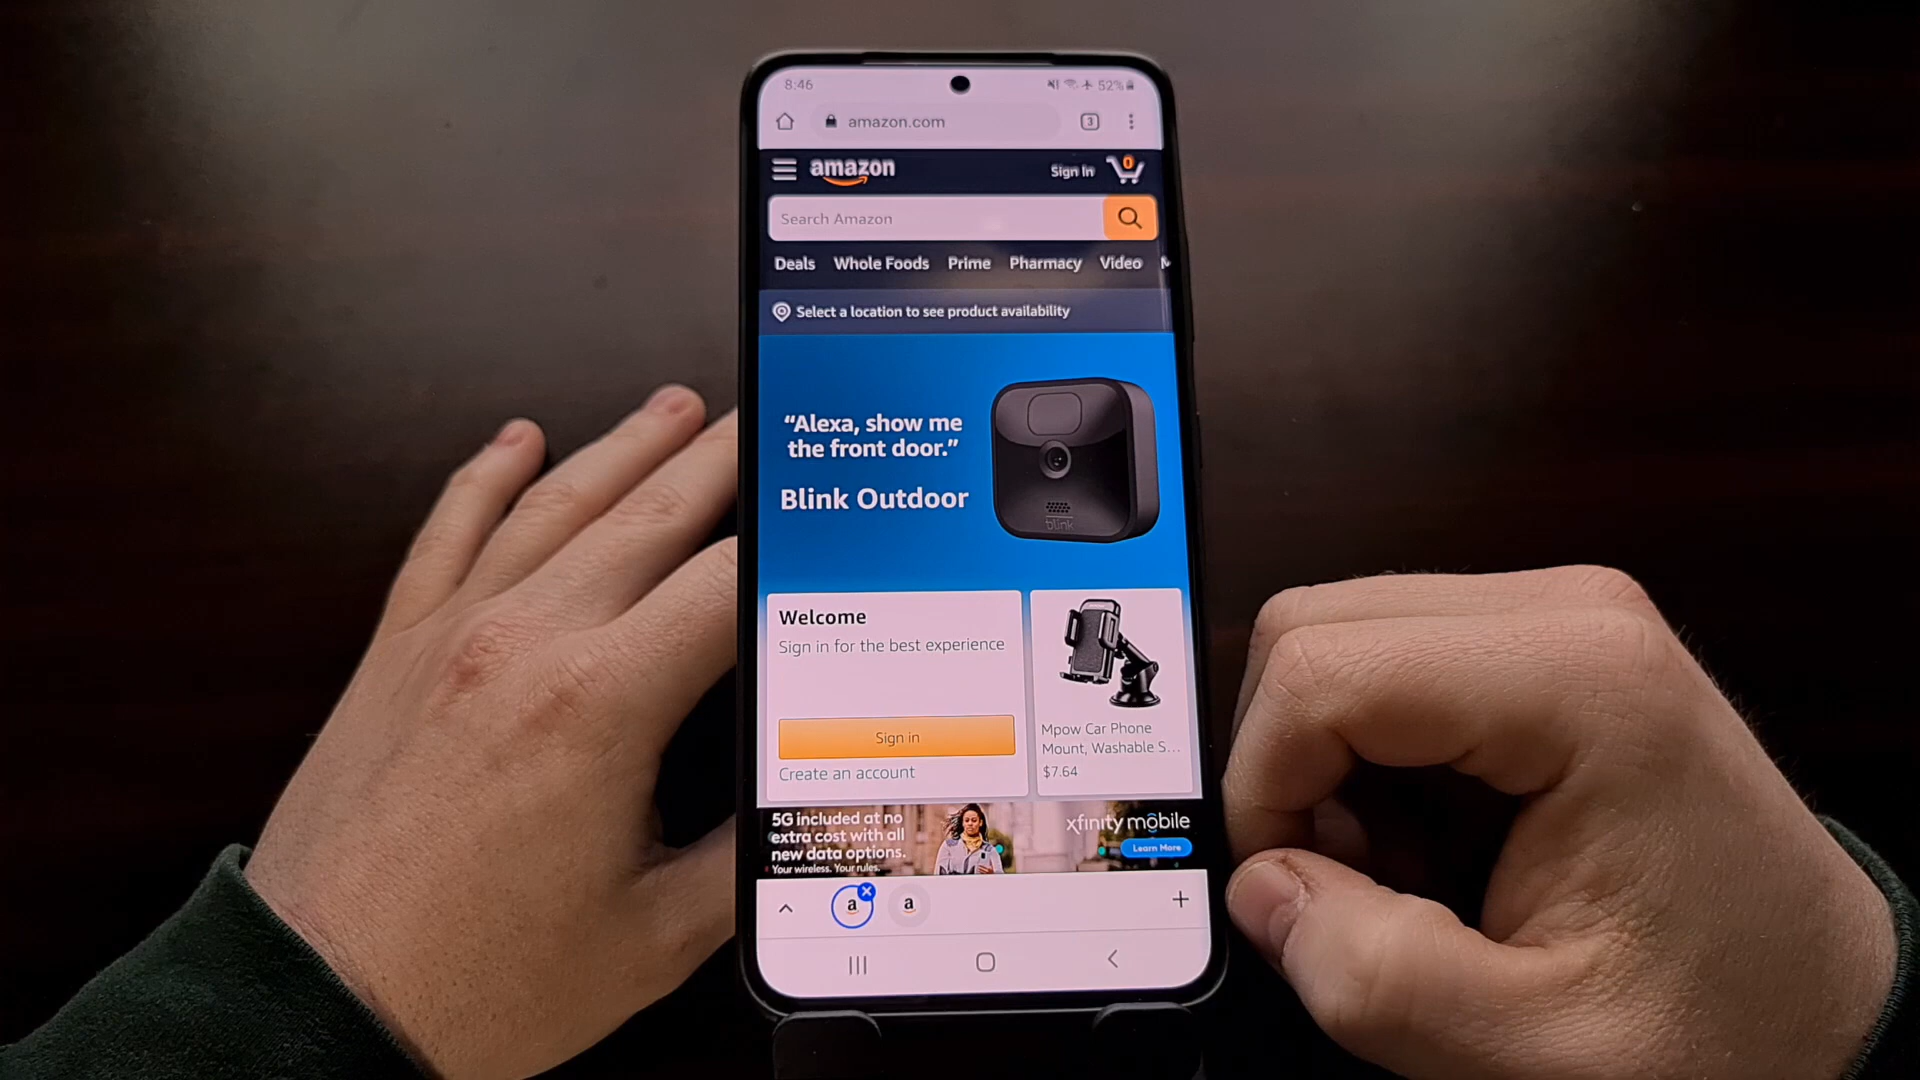 8:46
52%
amazon.com
3
amazon
Sign In
0
Search Amazon
Deals Whole Foods Prime Pharmacy Video
Select a location to see product availability
“Alexa, show me
the front door.”
Blink Outdoor
blink
Welcome
Sign in for the best experience
Sign in
Create an account
Mpow Car Phone
Mount, Washable S...
$7.64
5G included at no
extra cost with all
new data options.
Your wireless. Your rules.
xfinity mobile
Learn More
a
a